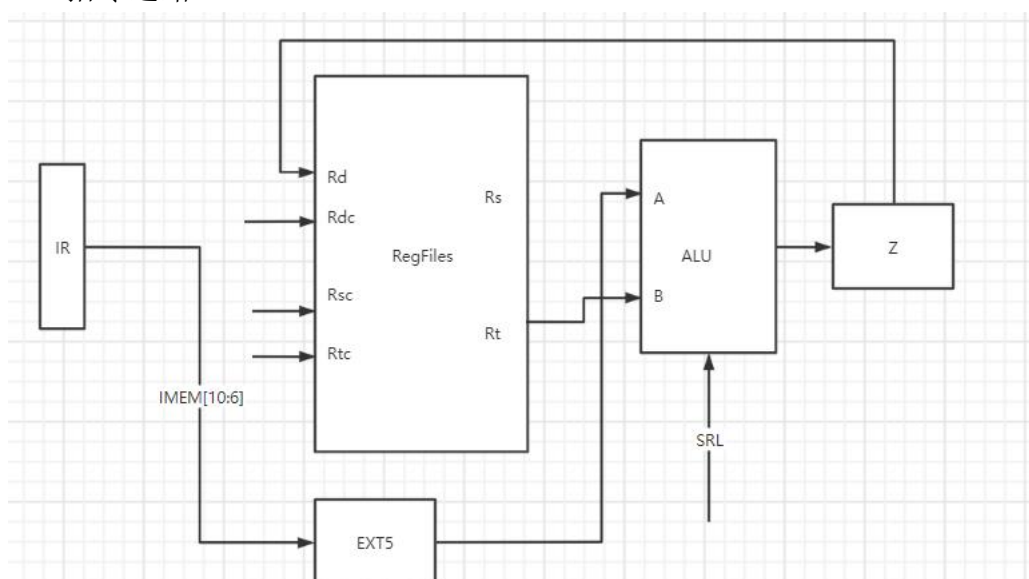 Rd
Rs
Rdc
IR
RegFiles
Rsc
Rt
Rtc
A
ALU
B
Z
IMEM[10:6]
SRL
EXT5